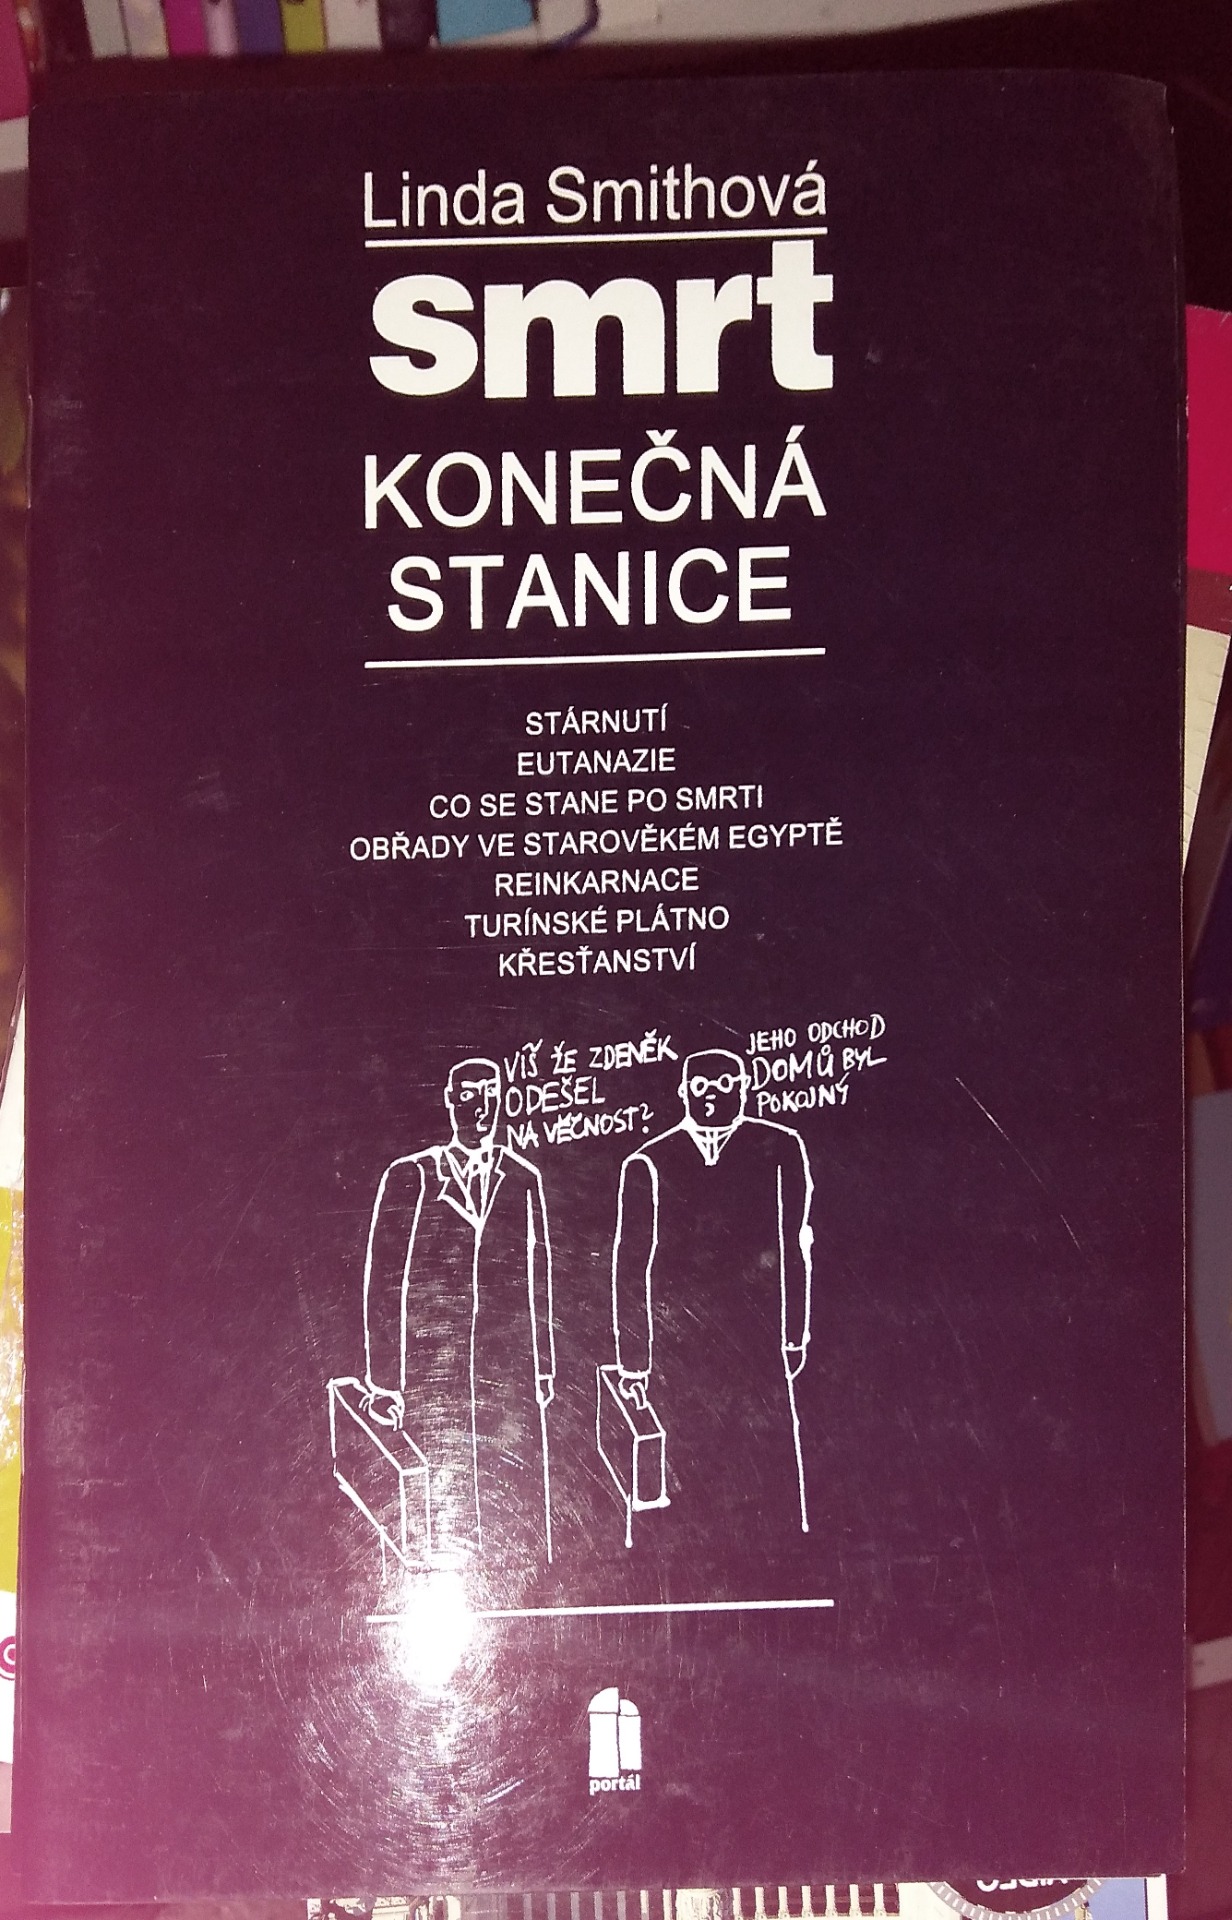 Linda Smithová
smrt
KONEČNÁ
STANICE
STÁRNUTÍ
EUTANAZIE
CO SE STANE PO SMRTI
OBŘADY VE STAROVĚKÉM EGYPTĚ
REINKARNACE
TURÍNSKÉ PLÁTNO
KŘESŤANSTVÍ
VÍŠ ŽE ZDENĚK
ODEŠEL
NA VĚČNOST?
JEHO ODCHOD
DOMŮ BYL
POKOJNÝ
portál
VIDEO